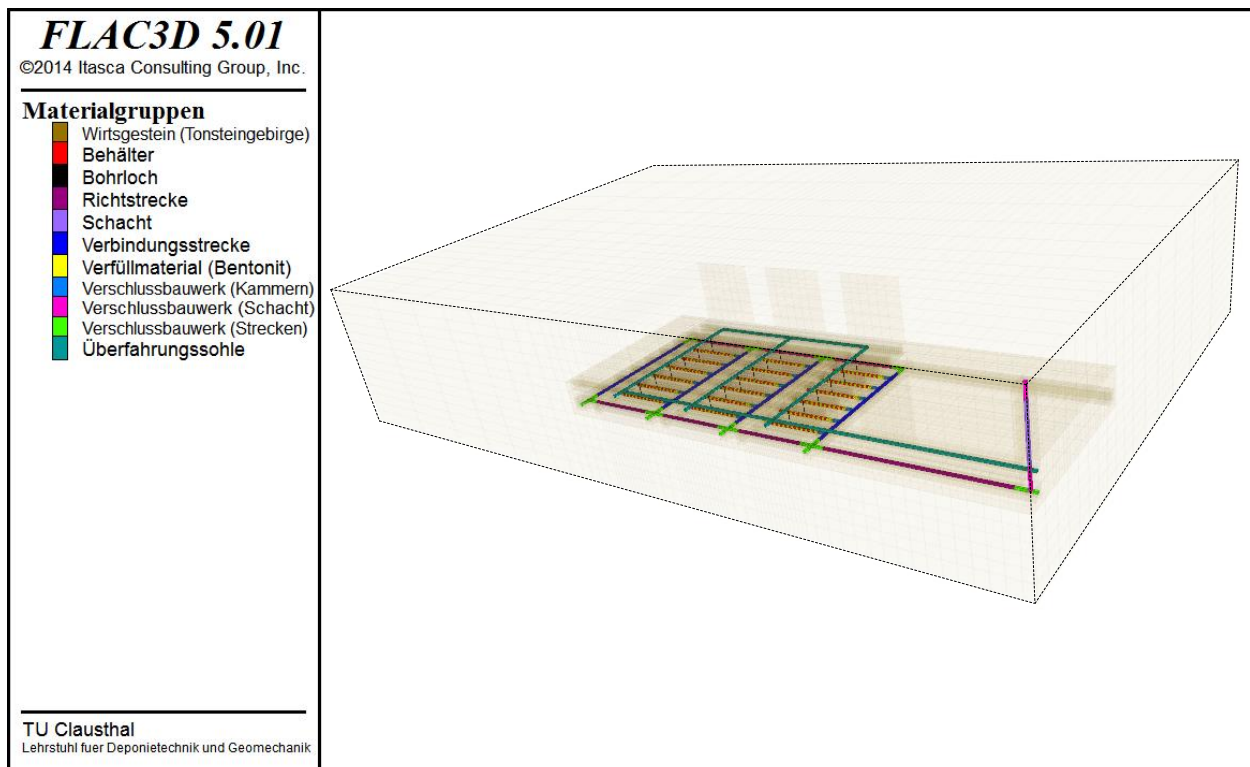 FLAC3D 5.01
©2014 Itasca Consulting Group, Inc.
Materialgruppen
Wirtsgestein (Tonsteingebirge)
Behälter
Bohrloch
Richtstrecke
Schacht
Verbindungsstrecke
Verfüllmaterial (Bentonit)
Verschlussbauwerk (Kammern)
Verschlussbauwerk (Schacht)
Verschlussbauwerk (Strecken)
Überfahrungssohle
TU Clausthal
Lehrstuhl fuer Deponietechnik und Geomechanik